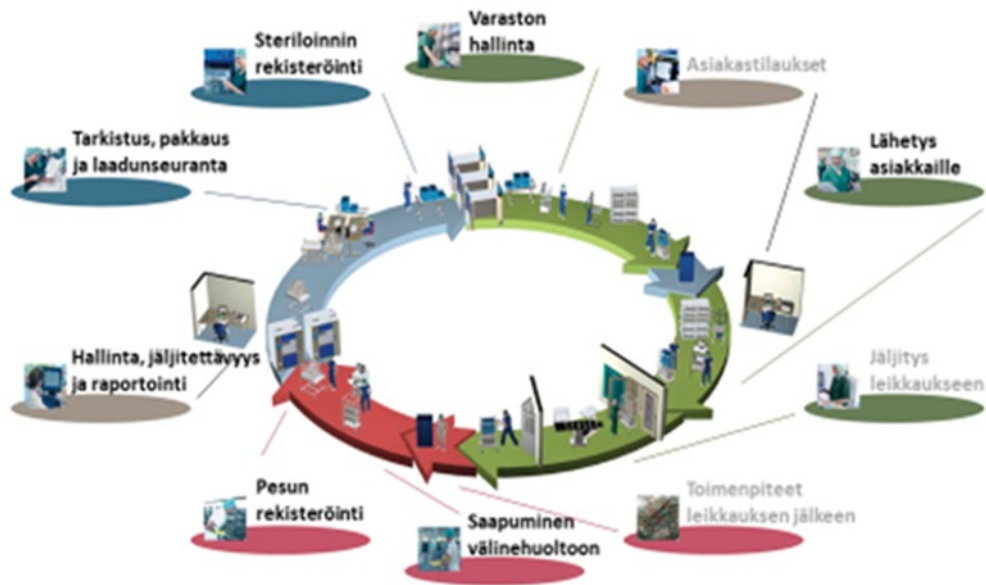 Steriloinnin
rekisteröinti
Varaston
hallinta
Asiakastilaukset
Tarkistus, pakkaus
ja laadunseuranta
Lähetys
asiakkaille
Hallinta, jäljitettävyys
ja raportointi
Jäljitys
leikkaukseen
Pesun
rekisteröinti
Saapuminen
välinehuoltoon
Toimenpiteet
leikkauksen jälkeen